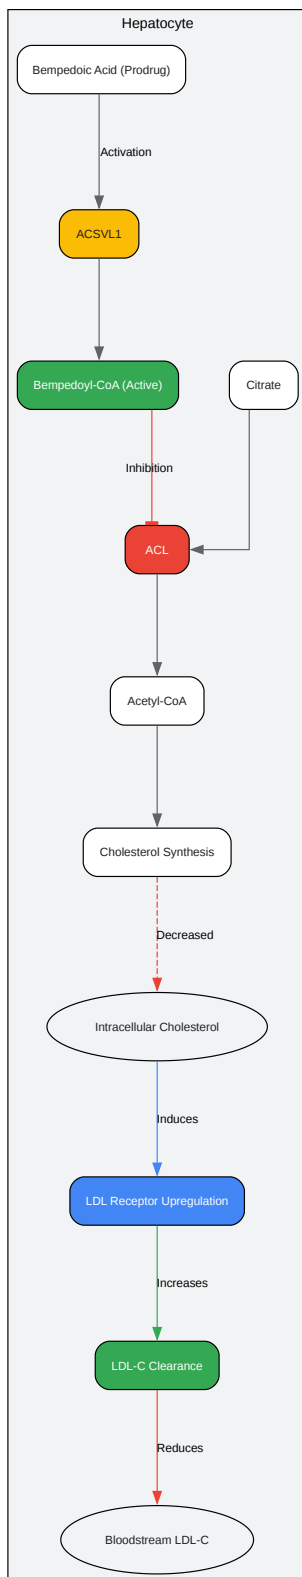 Hepatocyte
Bempedoic Acid (Prodrug)
Activation
ACSVL1
Bempedoyl-CoA (Active)
Citrate
Inhibition
ACL
Acetyl-CoA
Cholesterol Synthesis
Decreased
Intracellular Cholesterol
Induces
LDL Receptor Upregulation
Increases
LDL-C Clearance
Reduces
Bloodstream LDL-C